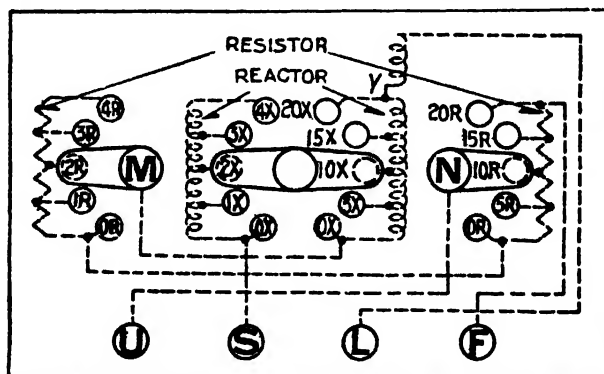 RESISTOR
REACTOR
Y
4R
4X
20X
20R
3R
3X
15X
15R
2R
M
2X
10X
N
10R
1R
1X
5X
5R
0R
0X
0X
0R
U
S
L
F